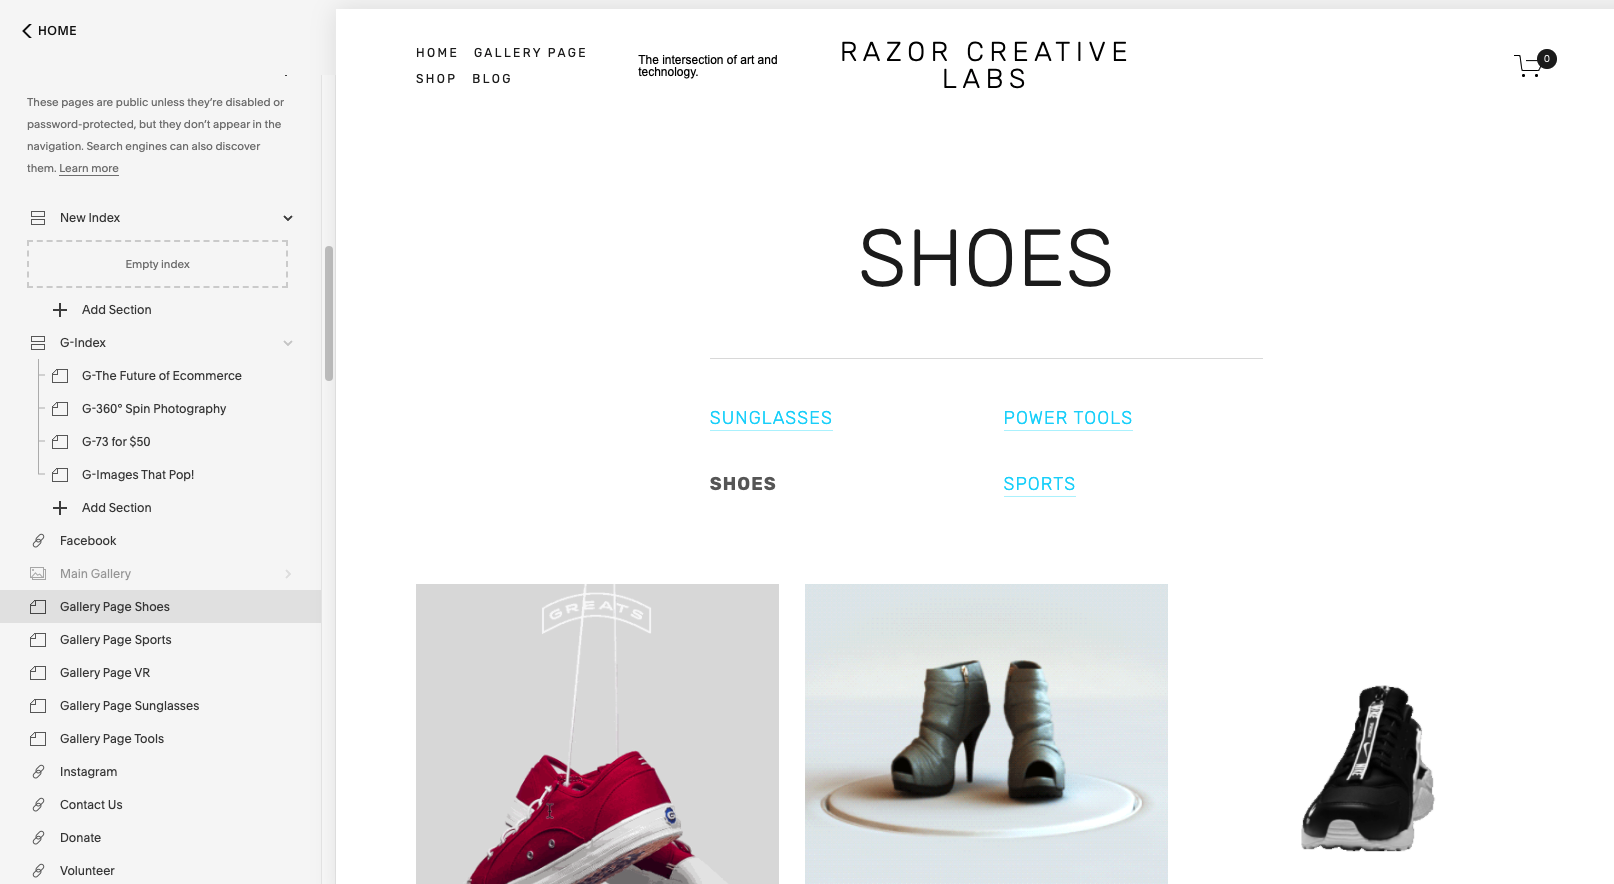 HOME
These pages are public unless they're disabled or
password-protected, but they don't appear in the
navigation. Search engines can also discover
them. Learn more
New Index
Empty index
Add Section
G-Index
G-The Future of Ecommerce
G-360° Spin Photography
G-73 for $50
G-Images That Pop!
Add Section
Facebook
Main Gallery
Gallery Page Shoes
Gallery Page Sports
Gallery Page VR
Gallery Page Sunglasses
Gallery Page Tools
Instagram
Contact Us
Donate
Volunteer
HOME GALLERY PAGE
SHOP BLOG
The intersection of art and
technology.
RAZOR CREATIVE
LABS
0
SHOES
SUNGLASSES
POWER TOOLS
SHOES
SPORTS
GREATS